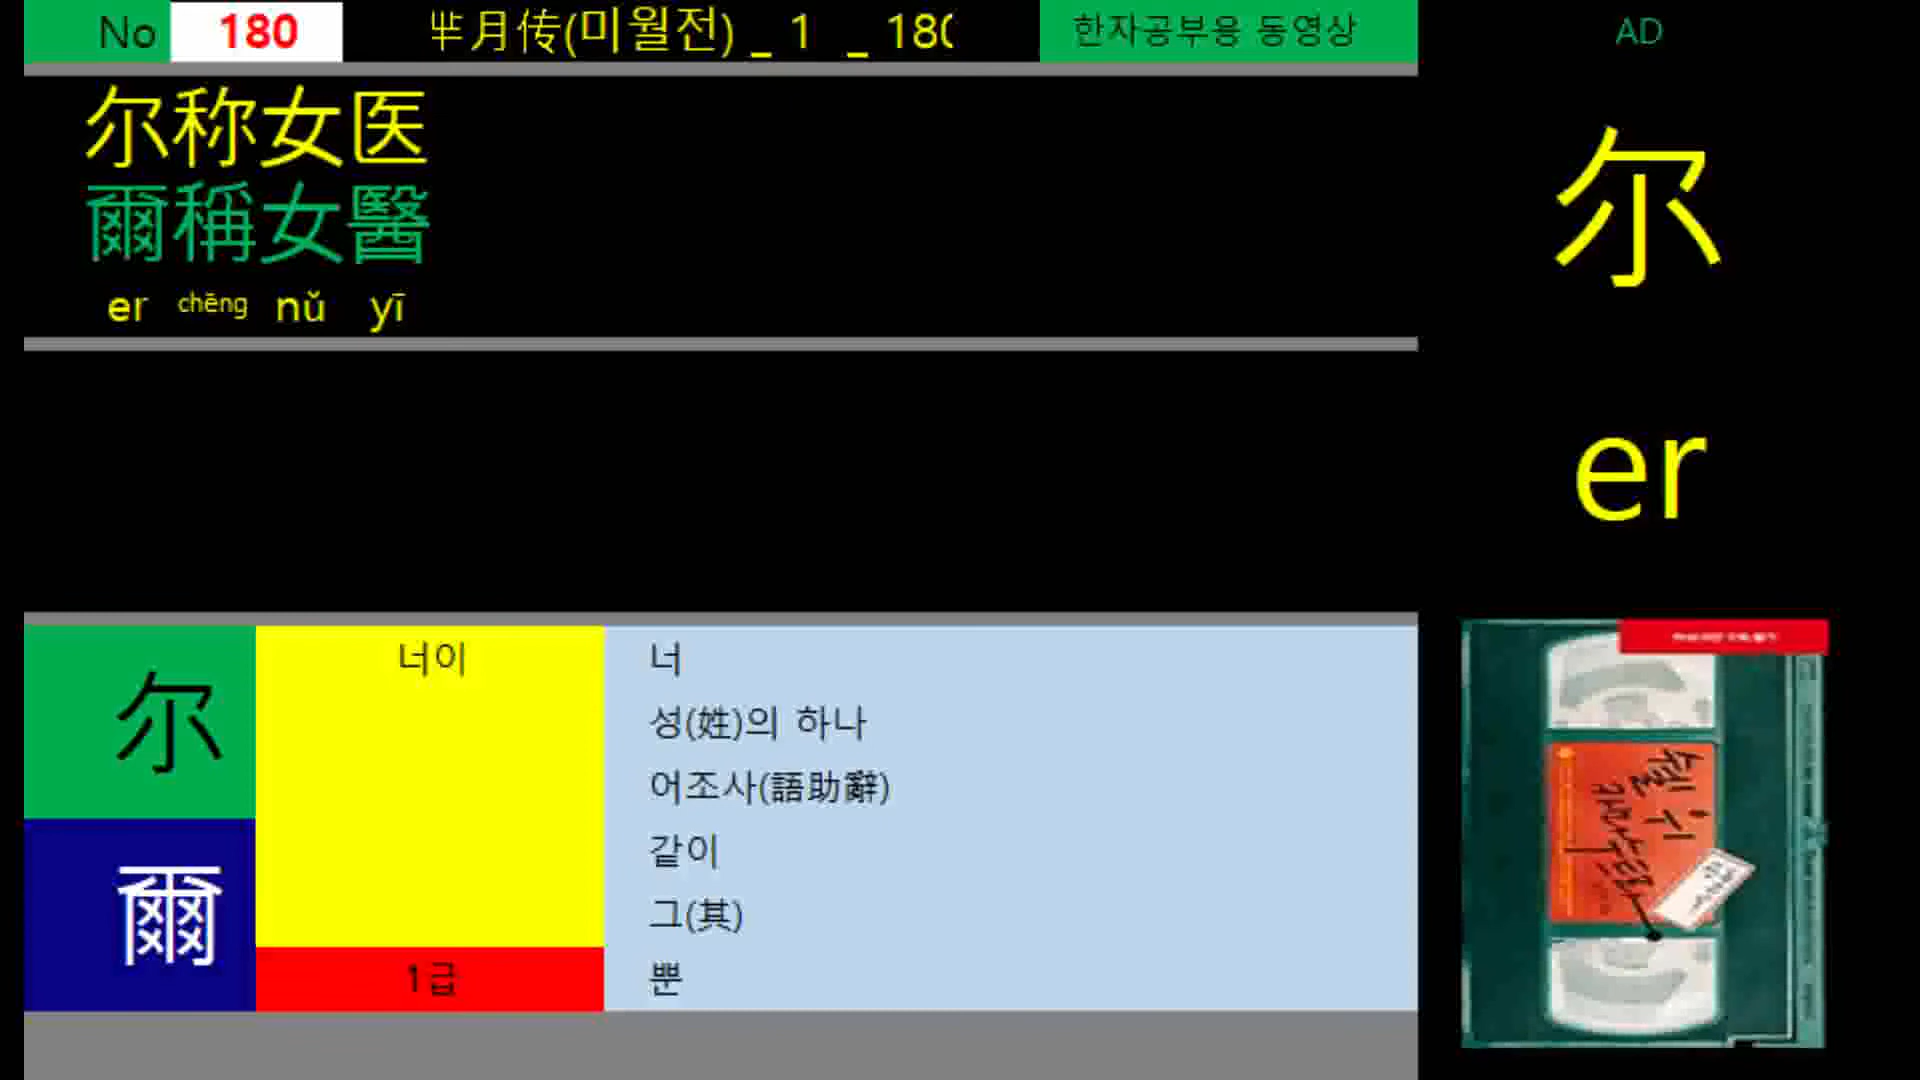 No 180 芈月传(미월전) _ 1 _ 180 한자공부용 동영상 AD
尔称女医
爾稱女醫
er chēng nǚ yī
尔
er
尔
爾
너이
1급
너
성(姓)의 하나
어조사(語助辭)
같이
그(其)
뿐